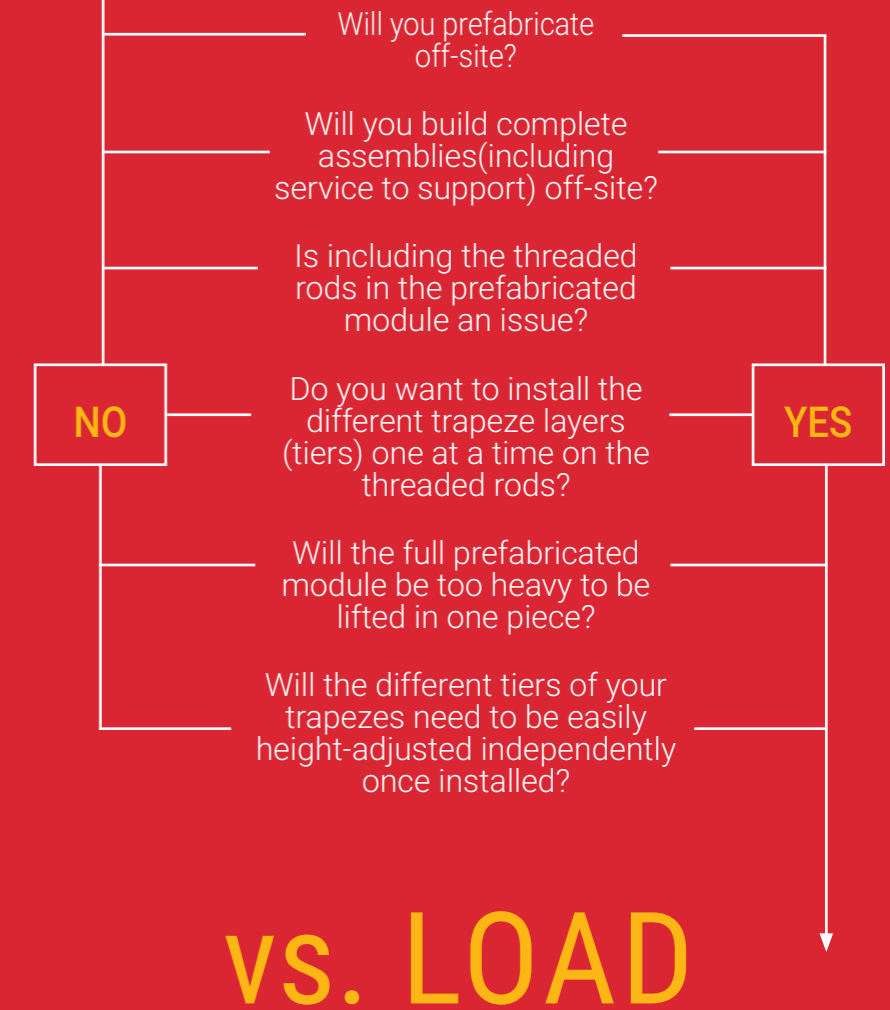 Will you prefabricate
off-site?
Will you build complete
assemblies(including
service to support) off-site?
Is including the threaded
rods in the prefabricated
module an issue?
NO
Do you want to install the
different trapeze layers
(tiers) one at a time on the
threaded rods?
YES
Will the full prefabricated
module be too heavy to be
lifted in one piece?
Will the different tiers of your
trapezes need to be easily
height-adjusted independently
once installed?
vs. LOAD